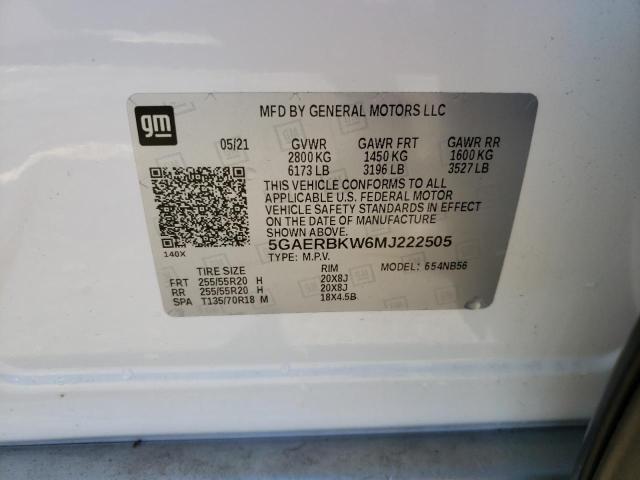 gm
MFD BY GENERAL MOTORS LLC
05/21 GVWR GAWR FRT GAWR RR
2800 KG 1450 KG 1600 KG
6173 LB 3196 LB 3527 LB
THIS VEHICLE CONFORMS TO ALL
APPLICABLE U.S. FEDERAL MOTOR
VEHICLE SAFETY STANDARDS IN EFFECT
ON THE DATE OF MANUFACTURE
SHOWN ABOVE.
5GAERBKW6MJ222505
140X TYPE: M.P.V.
TIRE SIZE RIM MODEL: 654NB56
FRT 255/55R20 H 20X8J
RR 255/55R20 H 20X8J
SPA T135/70R18 M 18X4.5B